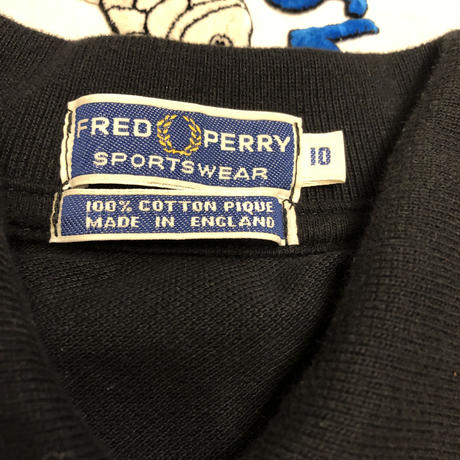 FRED PERRY
SPORTSWEAR
10
100% COTTON PIQUE
MADE IN ENGLAND